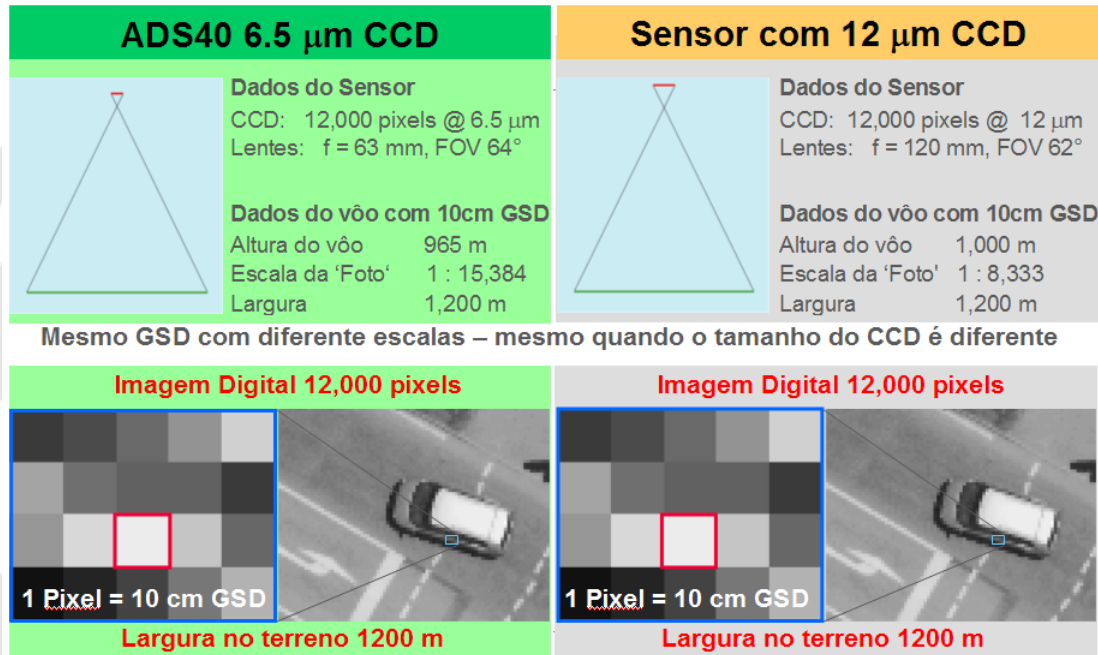 ADS40 6.5 µm CCD
Dados do Sensor
CCD: 12,000 pixels @ 6.5 µm
Lentes: f = 63 mm, FOV 64°
Dados do vôo com 10cm GSD
Altura do vôo 965 m
Escala da ‘Foto‘ 1 : 15,384
Largura 1,200 m
Sensor com 12 µm CCD
Dados do Sensor
CCD: 12,000 pixels @ 12 µm
Lentes: f = 120 mm, FOV 62°
Dados do vôo com 10cm GSD
Altura do vôo 1,000 m
Escala da ‘Foto' 1 : 8,333
Largura 1,200 m
Mesmo GSD com diferente escalas – mesmo quando o tamanho do CCD é diferente
Imagem Digital 12,000 pixels
1 Pixel = 10 cm GSD
Largura no terreno 1200 m
Imagem Digital 12,000 pixels
1 Pixel = 10 cm GSD
Largura no terreno 1200 m